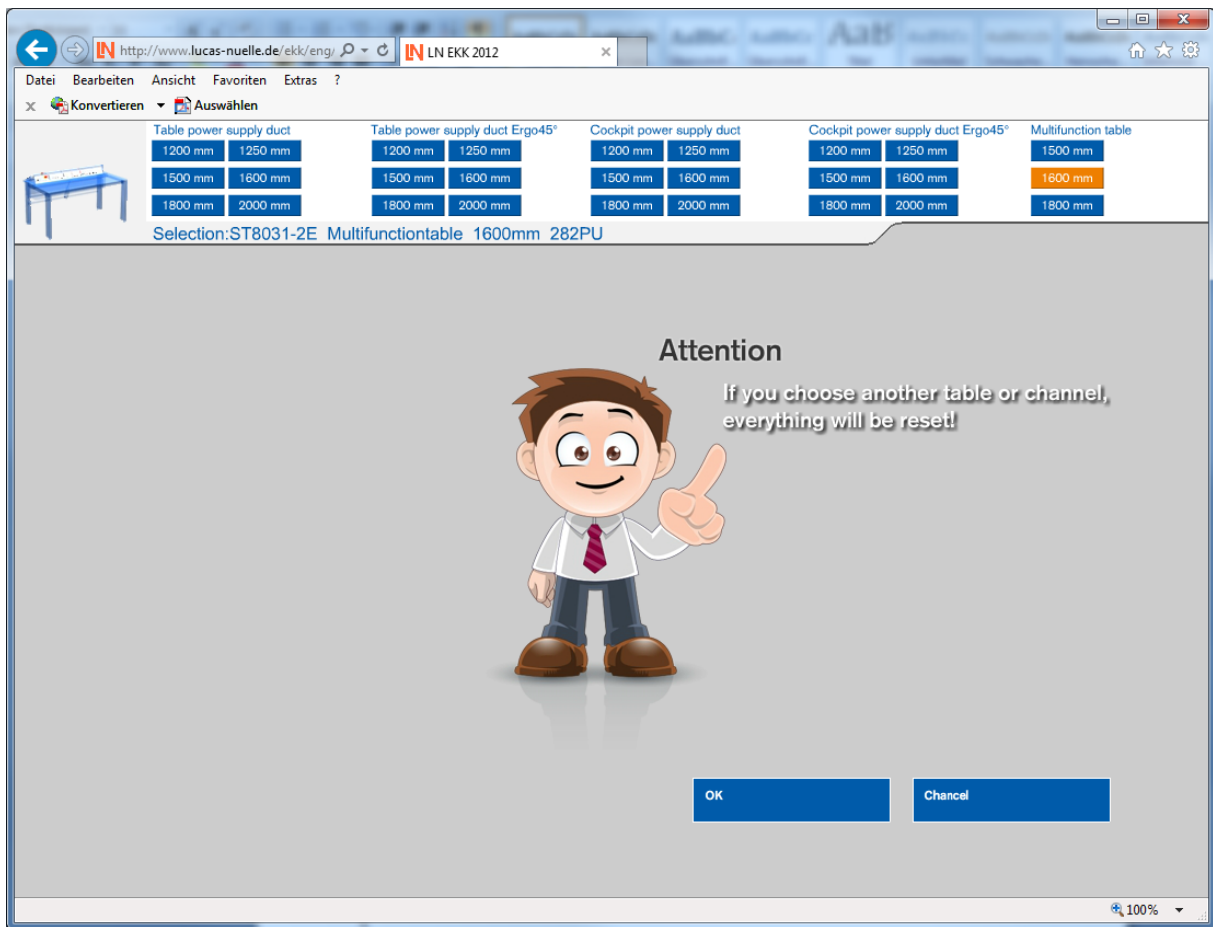 LN http://www.lucas-nuelle.de/ekk/eng/
LN LN EKK 2012
Datei Bearbeiten Ansicht Favoriten Extras ?
x Konvertieren Auswählen
Table power supply duct Table power supply duct Ergo45° Cockpit power supply duct Cockpit power supply duct Ergo45° Multifunction table
1200 mm 1250 mm 1200 mm 1250 mm 1200 mm 1250 mm 1200 mm 1250 mm 1500 mm
1500 mm 1600 mm 1500 mm 1600 mm 1500 mm 1600 mm 1500 mm 1600 mm 1600 mm
1800 mm 2000 mm 1800 mm 2000 mm 1800 mm 2000 mm 1800 mm 2000 mm 1800 mm
Selection:ST8031-2E Multifunctiontable 1600mm 282PU
Attention
If you choose another table or channel,
everything will be reset!
OK Chancel
100%